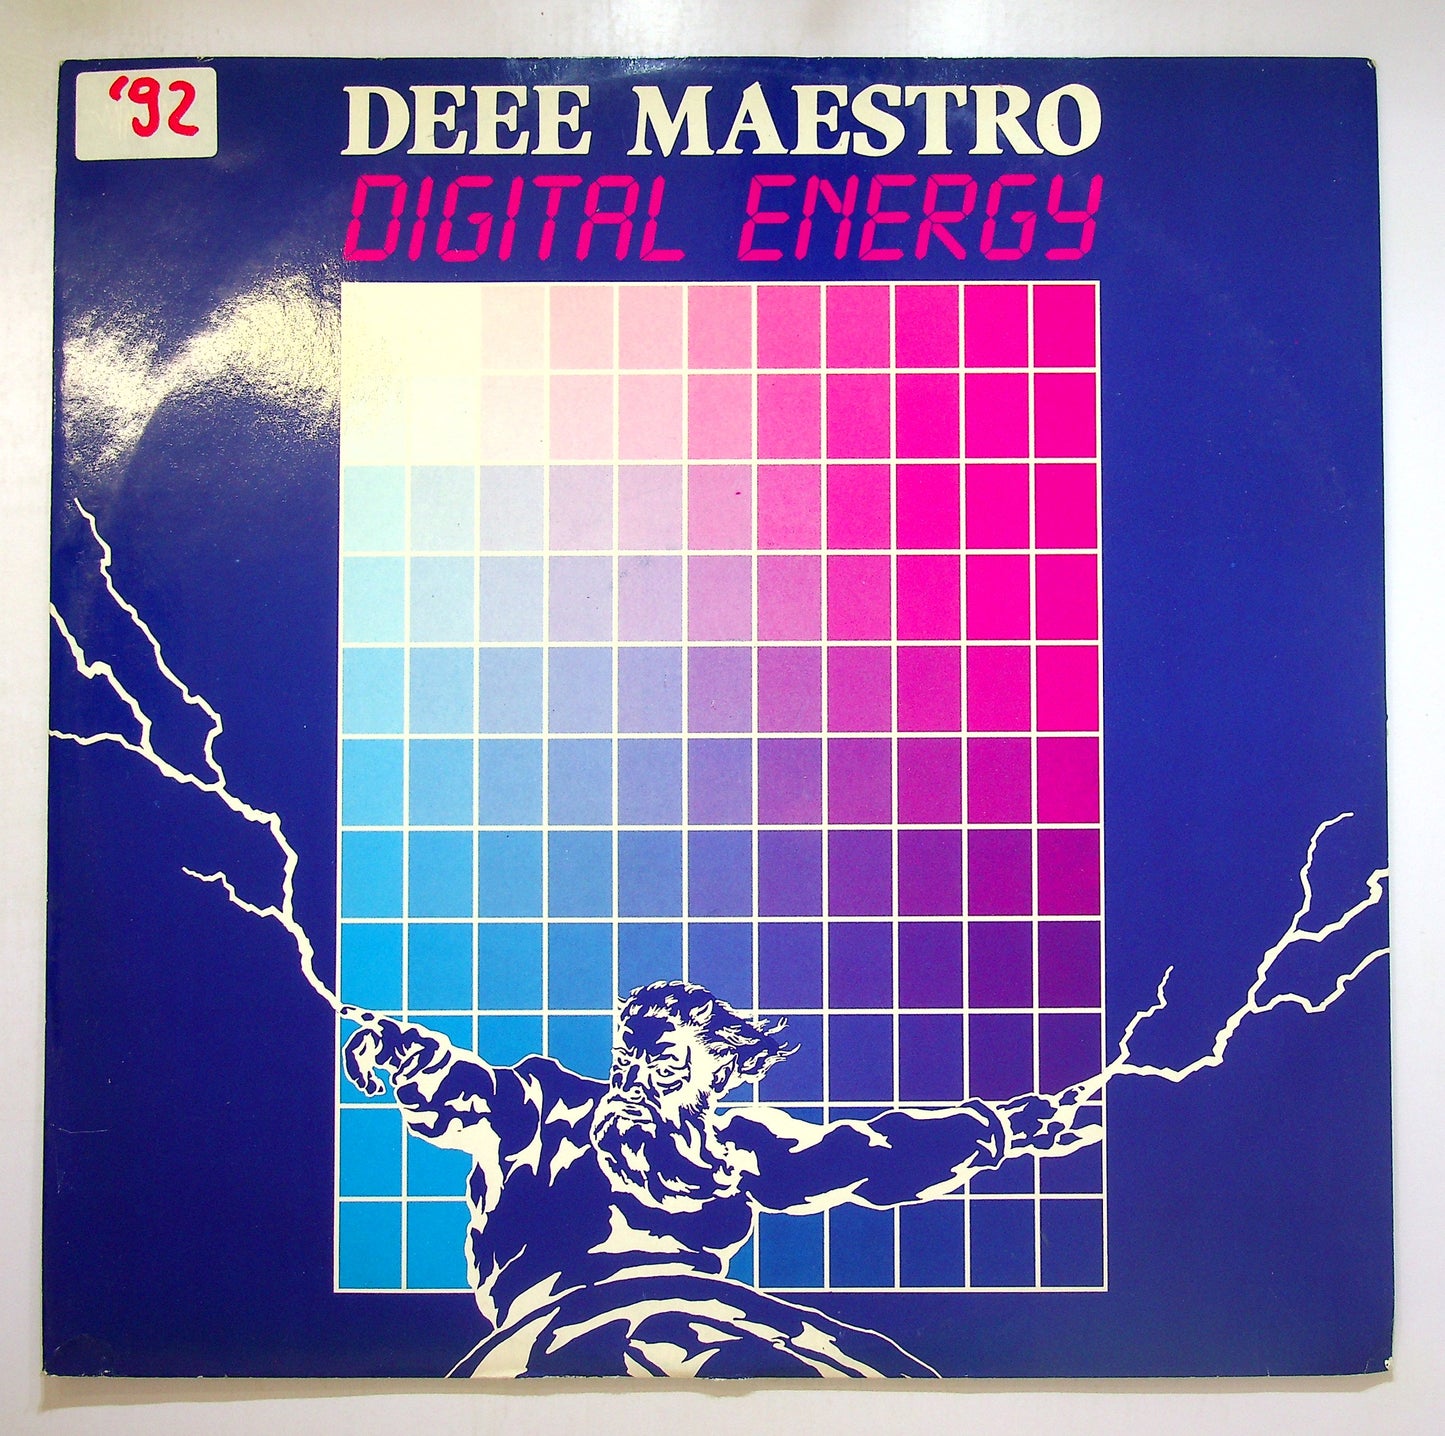 '92
DEEE MAESTRO
DIGITAL ENERGY